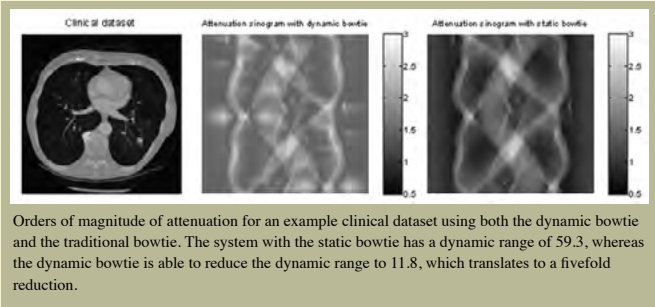 Clinical dataset
Attenuation sinogram with dynamic bowtie
Attenuation sinogram with static bowtie
3
2.5
2
1.5
1
0.5
3
2.5
2
1.5
1
0.5
Orders of magnitude of attenuation for an example clinical dataset using both the dynamic bowtie
and the traditional bowtie. The system with the static bowtie has a dynamic range of 59.3, whereas
the dynamic bowtie is able to reduce the dynamic range to 11.8, which translates to a fivefold
reduction.